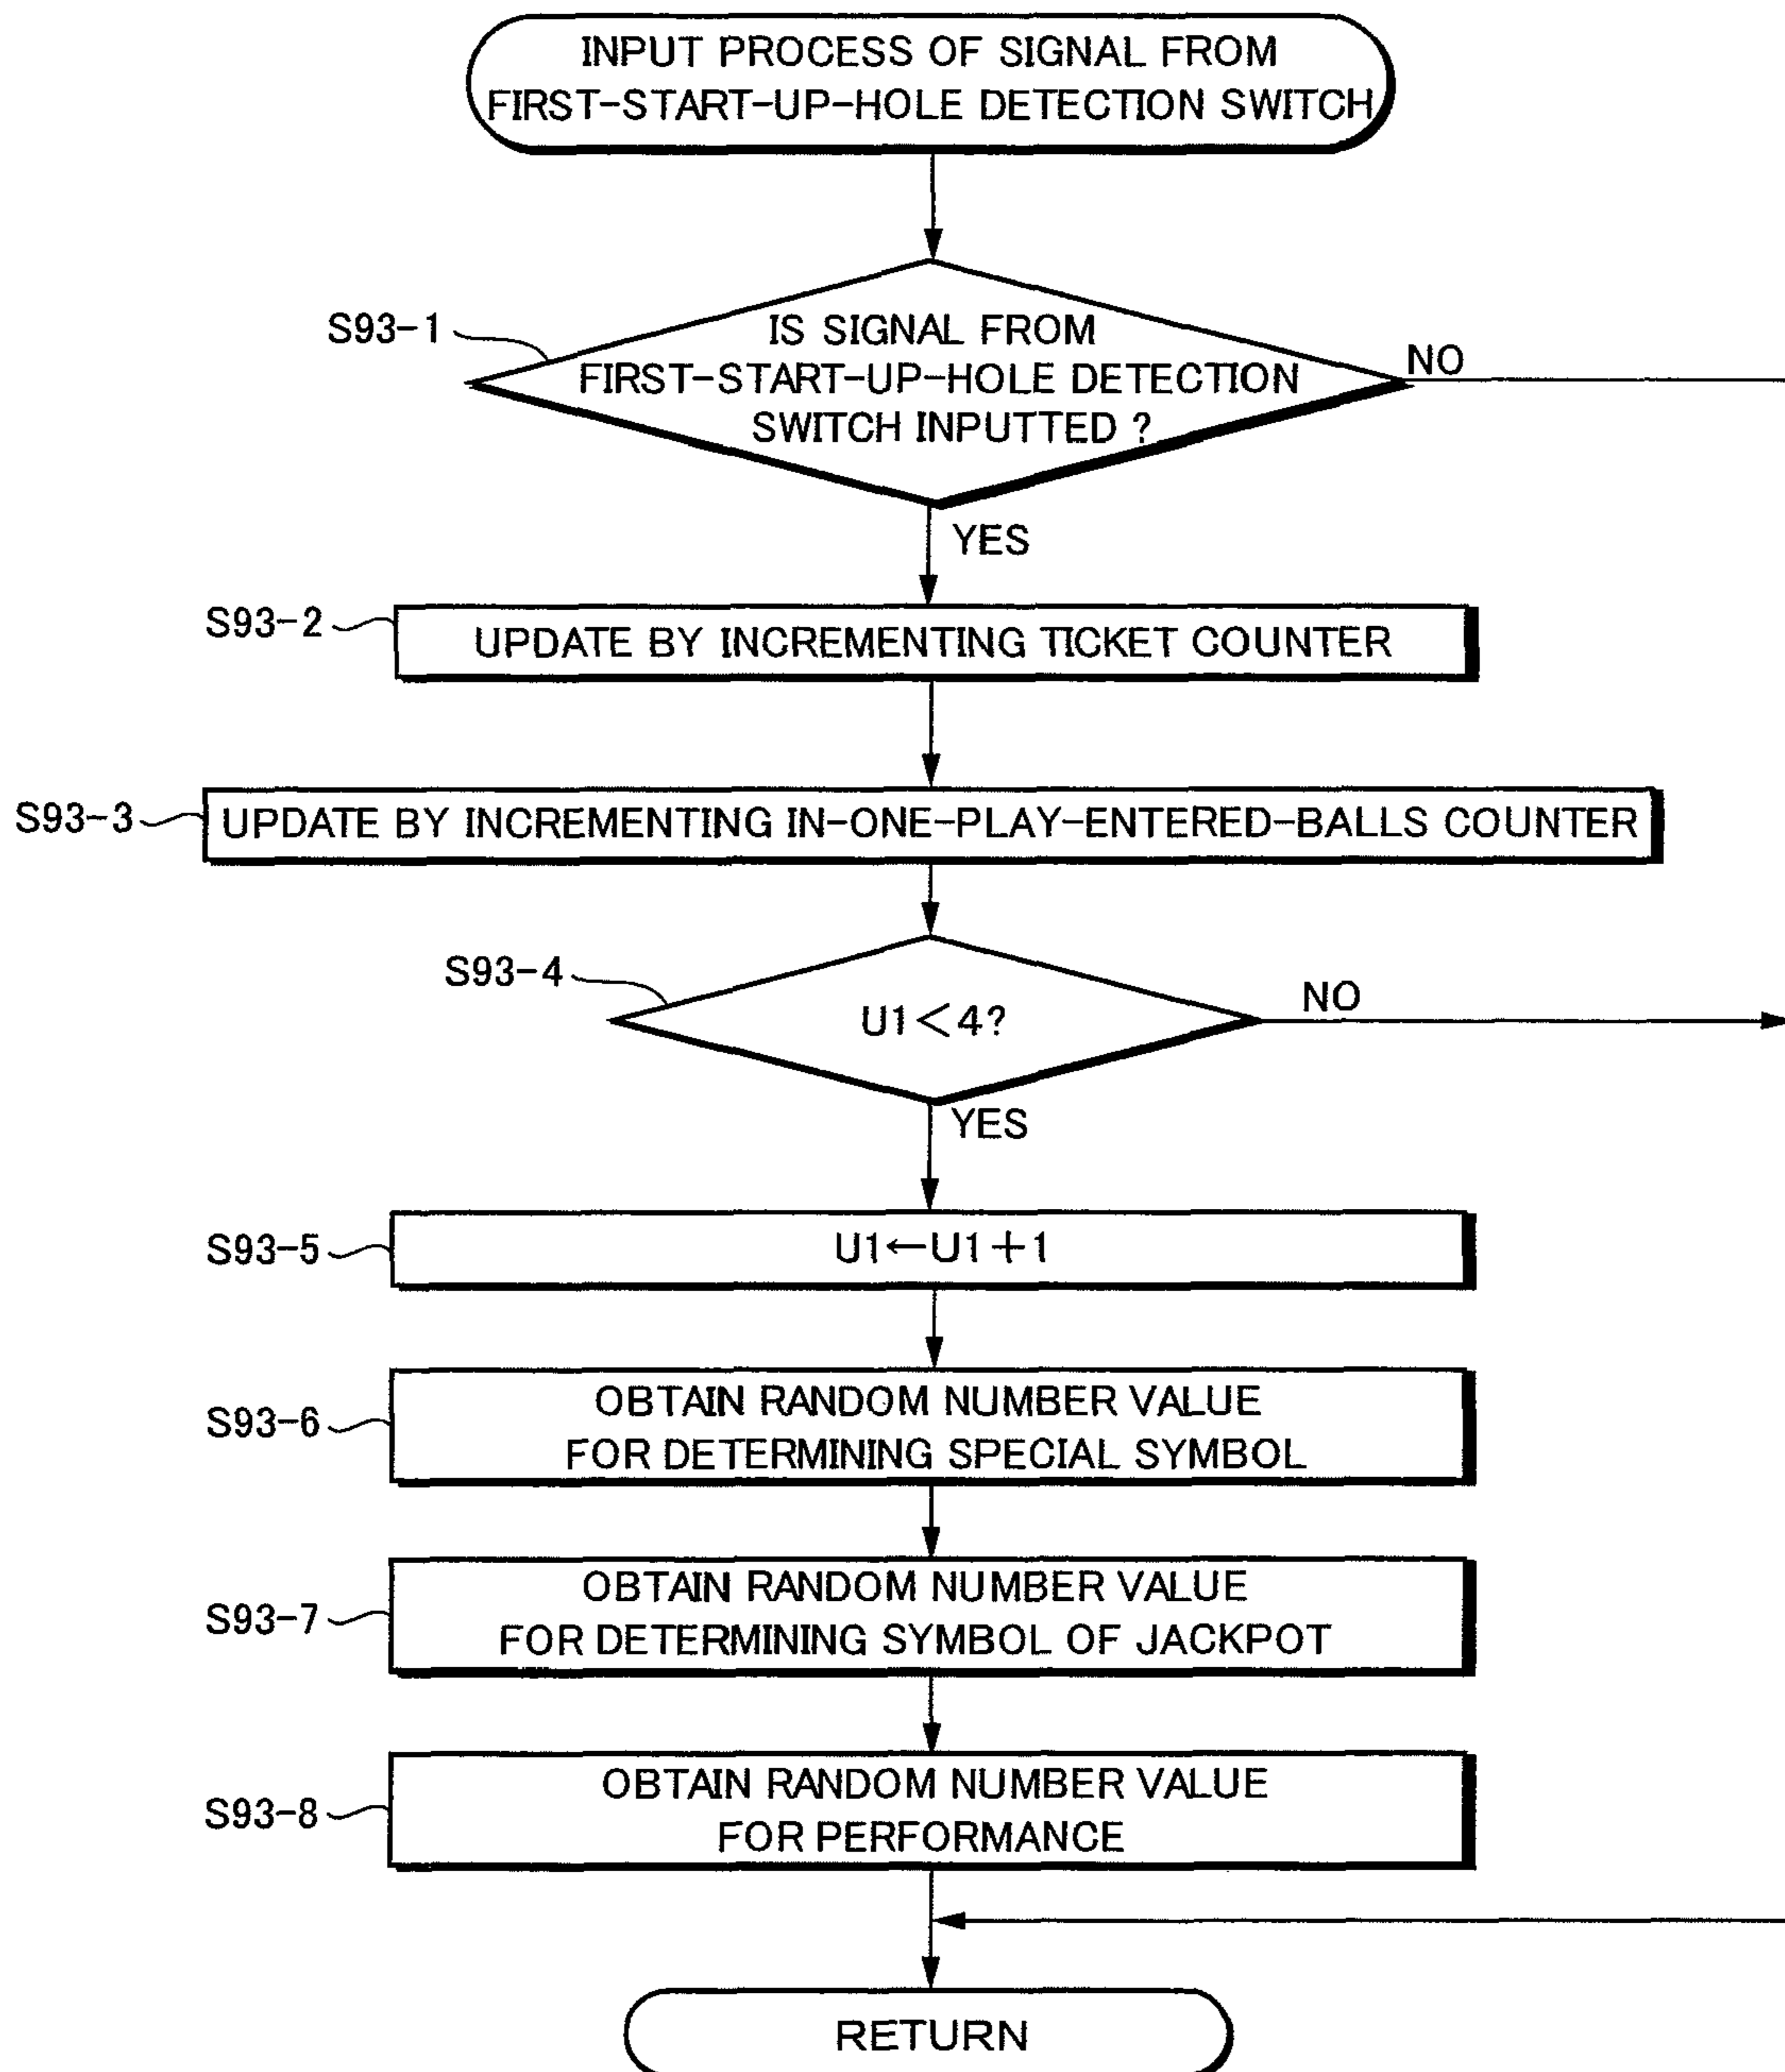 INPUT PROCESS OF SIGNAL FROM
FIRST-START-UP-HOLE DETECTION SWITCH
S93-1
IS SIGNAL FROM
FIRST-START-UP-HOLE DETECTION
SWITCH INPUTTED ?
NO
YES
S93-2
UPDATE BY INCREMENTING TICKET COUNTER
S93-3
UPDATE BY INCREMENTING IN-ONE-PLAY-ENTERED-BALLS COUNTER
S93-4
U1<4?
NO
YES
S93-5
U1←U1+1
S93-6
OBTAIN RANDOM NUMBER VALUE
FOR DETERMINING SPECIAL SYMBOL
S93-7
OBTAIN RANDOM NUMBER VALUE
FOR DETERMINING SYMBOL OF JACKPOT
S93-8
OBTAIN RANDOM NUMBER VALUE
FOR PERFORMANCE
RETURN